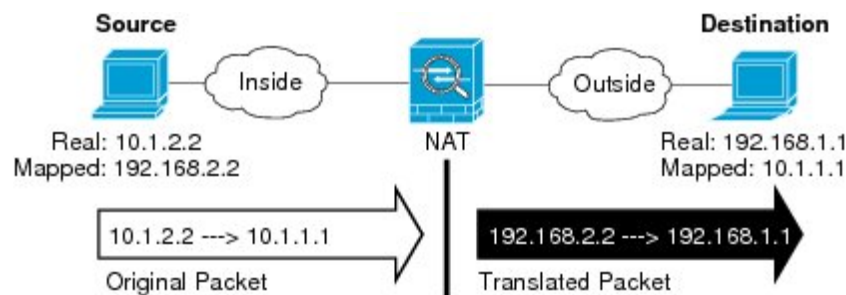 Source
Destination
Inside
Outside
NAT
Real: 10.1.2.2
Mapped: 192.168.2.2
Real: 192.168.1.1
Mapped: 10.1.1.1
10.1.2.2 ---> 10.1.1.1
192.168.2.2 ---> 192.168.1.1
Original Packet
Translated Packet